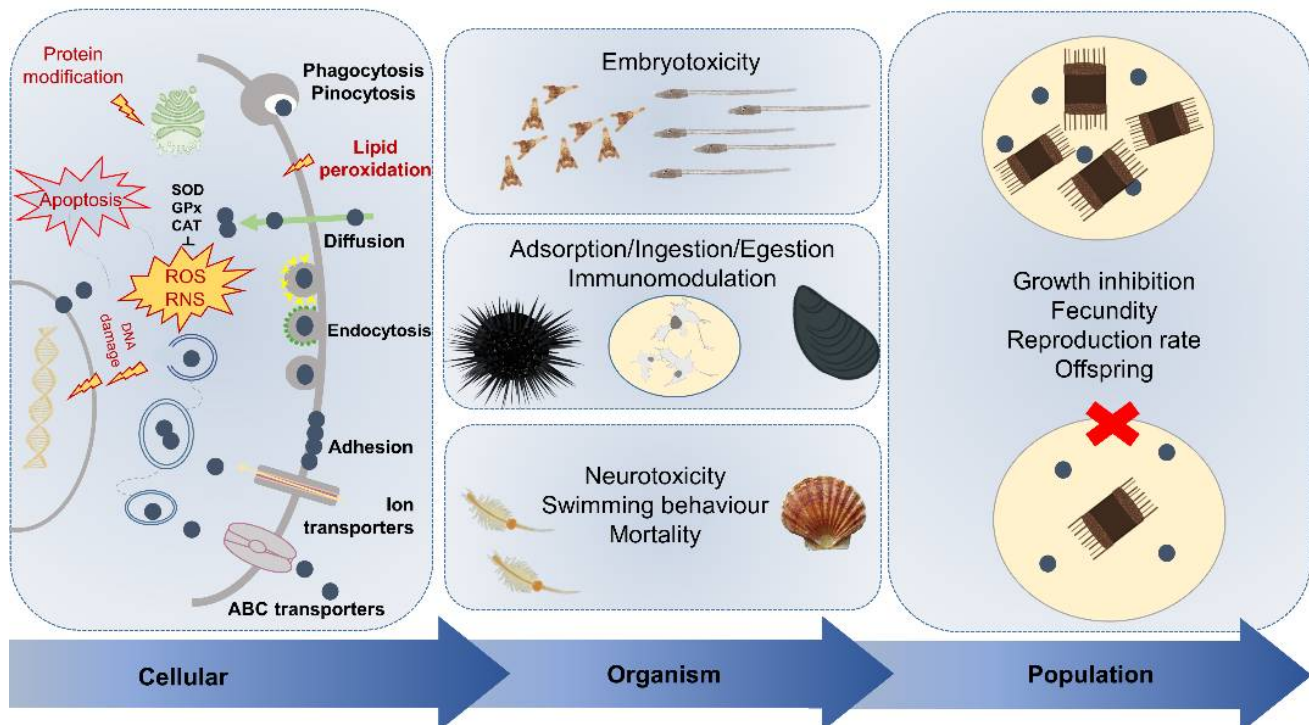 Protein
modification
Phagocytosis
Pinocytosis
Lipid
peroxidation
Apoptosis
SOD
GPx
CAT
Diffusion
ROS
RNS
DNA
damage
Endocytosis
Adhesion
Ion
transporters
ABC transporters
Embryotoxicity
Adsorption/Ingestion/Egestion
Immunomodulation
Neurotoxicity
Swimming behaviour
Mortality
Growth inhibition
Fecundity
Reproduction rate
Offspring
Cellular
Organism
Population